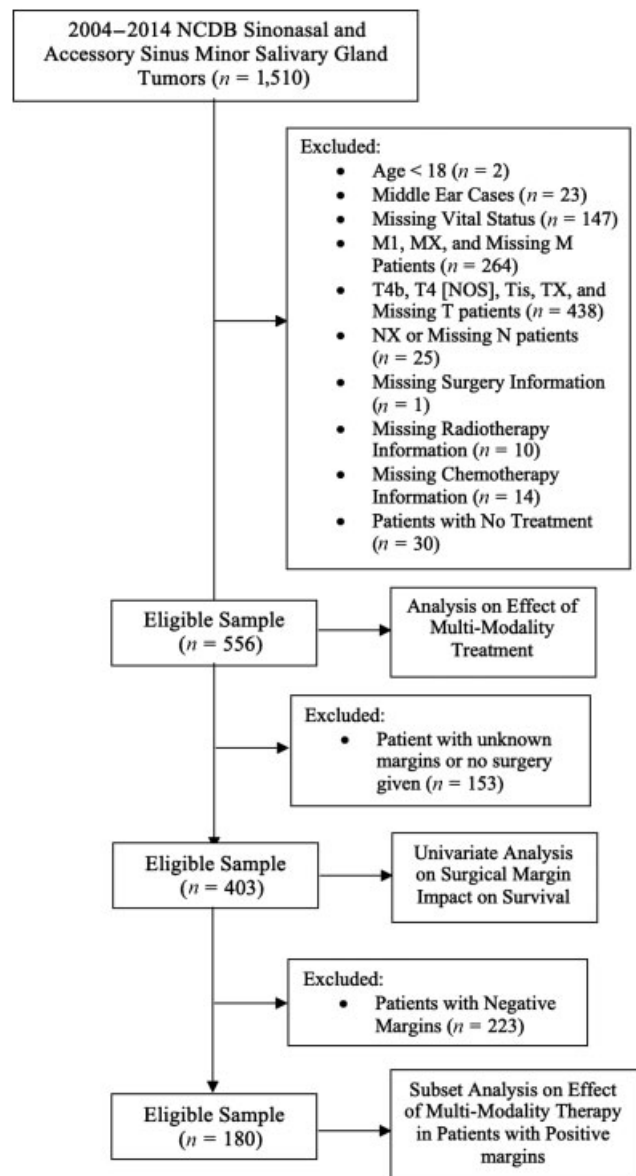 2004–2014 NCDB Sinonasal and
Accessory Sinus Minor Salivary Gland
Tumors (n = 1,510)
Excluded:
• Age < 18 (n = 2)
• Middle Ear Cases (n = 23)
• Missing Vital Status (n = 147)
• M1, MX, and Missing M
Patients (n = 264)
• T4b, T4 [NOS], Tis, TX, and
Missing T patients (n = 438)
• NX or Missing N patients
(n = 25)
• Missing Surgery Information
(n = 1)
• Missing Radiotherapy
Information (n = 10)
• Missing Chemotherapy
Information (n = 14)
• Patients with No Treatment
(n = 30)
Eligible Sample
(n = 556)
Analysis on Effect of
Multi-Modality
Treatment
Excluded:
• Patient with unknown
margins or no surgery
given (n = 153)
Eligible Sample
(n = 403)
Univariate Analysis
on Surgical Margin
Impact on Survival
Excluded:
• Patients with Negative
Margins (n = 223)
Eligible Sample
(n = 180)
Subset Analysis on Effect
of Multi-Modality Therapy
in Patients with Positive
margins